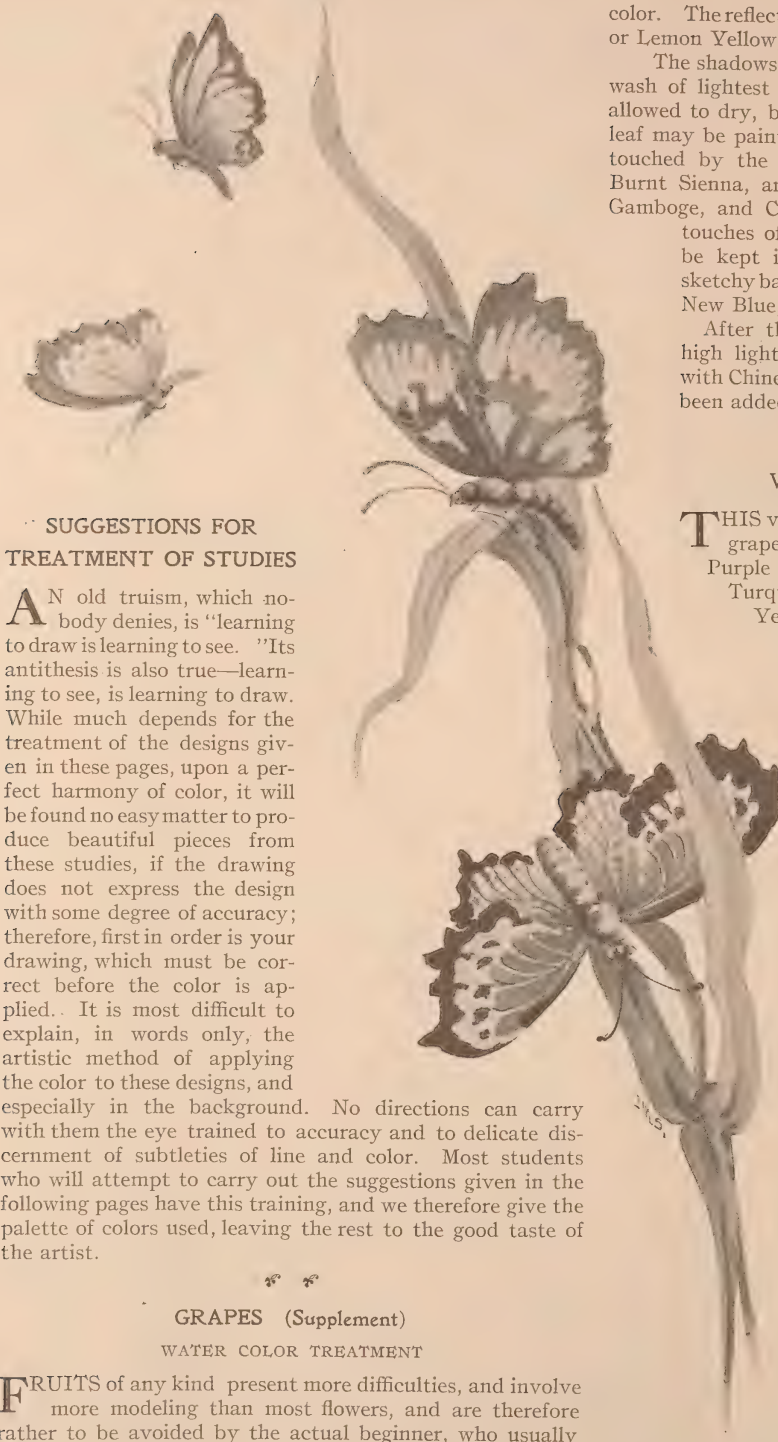 SUGGESTIONS FOR
TREATMENT OF STUDIES
AN old truism, which no-
body denies, is "learning
to draw is learning to see. "Its
antithesis is also true—learn-
ing to see, is learning to draw.
While much depends for the
treatment of the designs giv-
en in these pages, upon a per-
fect harmony of color, it will
be found no easy matter to pro-
duce beautiful pieces from
these studies, if the drawing
does not express the design
with some degree of accuracy;
therefore, first in order is your
drawing, which must be cor-
rect before the color is ap-
plied. It is most difficult to
explain, in words only, the
artistic method of applying
the color to these designs, and
especially in the background. No directions can carry
with them the eye trained to accuracy and to delicate dis-
cernment of subtleties of line and color. Most students
who will attempt to carry out the suggestions given in the
following pages have this training, and we therefore give the
palette of colors used, leaving the rest to the good taste of
the artist.
GRAPES (Supplement)
WATER COLOR TREATMENT
FRUITS of any kind present more difficulties, and involve
more modeling than most flowers, and are therefore
rather to be avoided by the actual beginner, who usually
color. The reflec
or Lemon Yellow
The shadows
wash of lightest
allowed to dry, b
leaf may be pain
touched by the
Burnt Sienna, an
Gamboge, and C
touches of
be kept i
sketchy ba
New Blue
After th
high light
with Chine
been adde
V
THIS v
grape
Purple
Turq
Ye